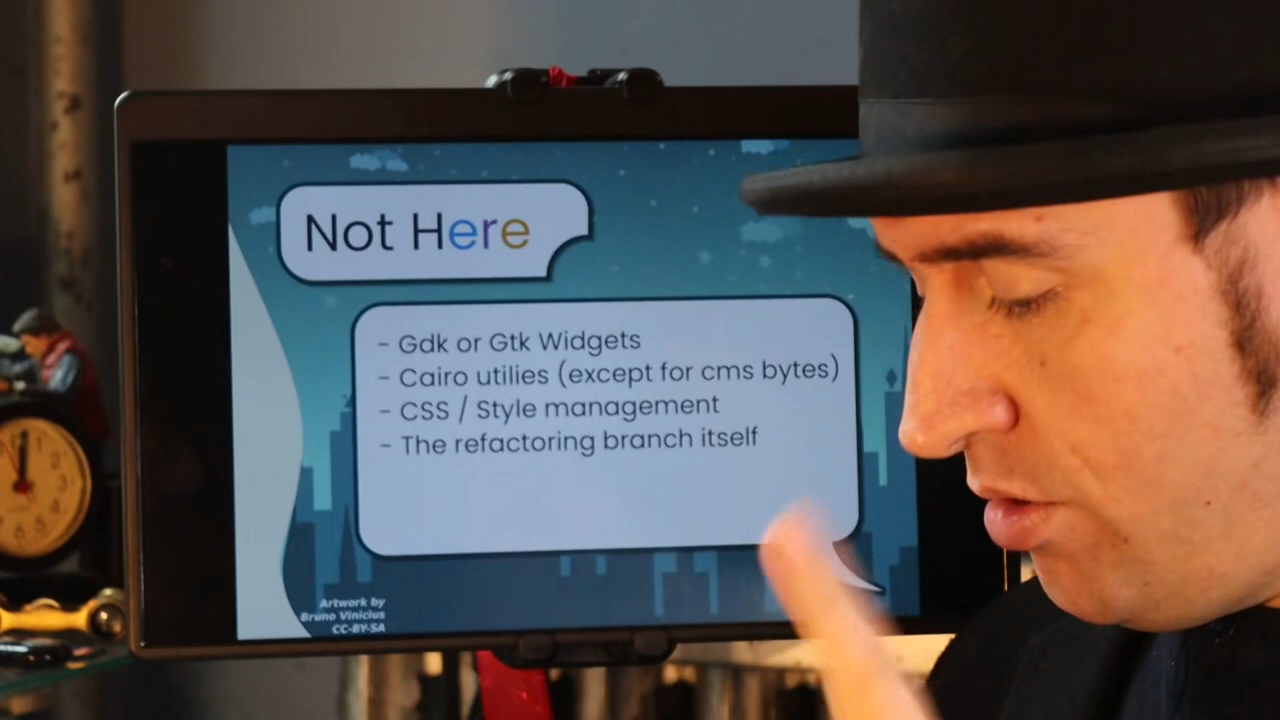 Not Here
- Gdk or Gtk Widgets
- Cairo utilies (except for cms bytes)
- CSS / Style management
- The refactoring branch itself
Artwork by
Bruno Vinicius
CC-BY-SA